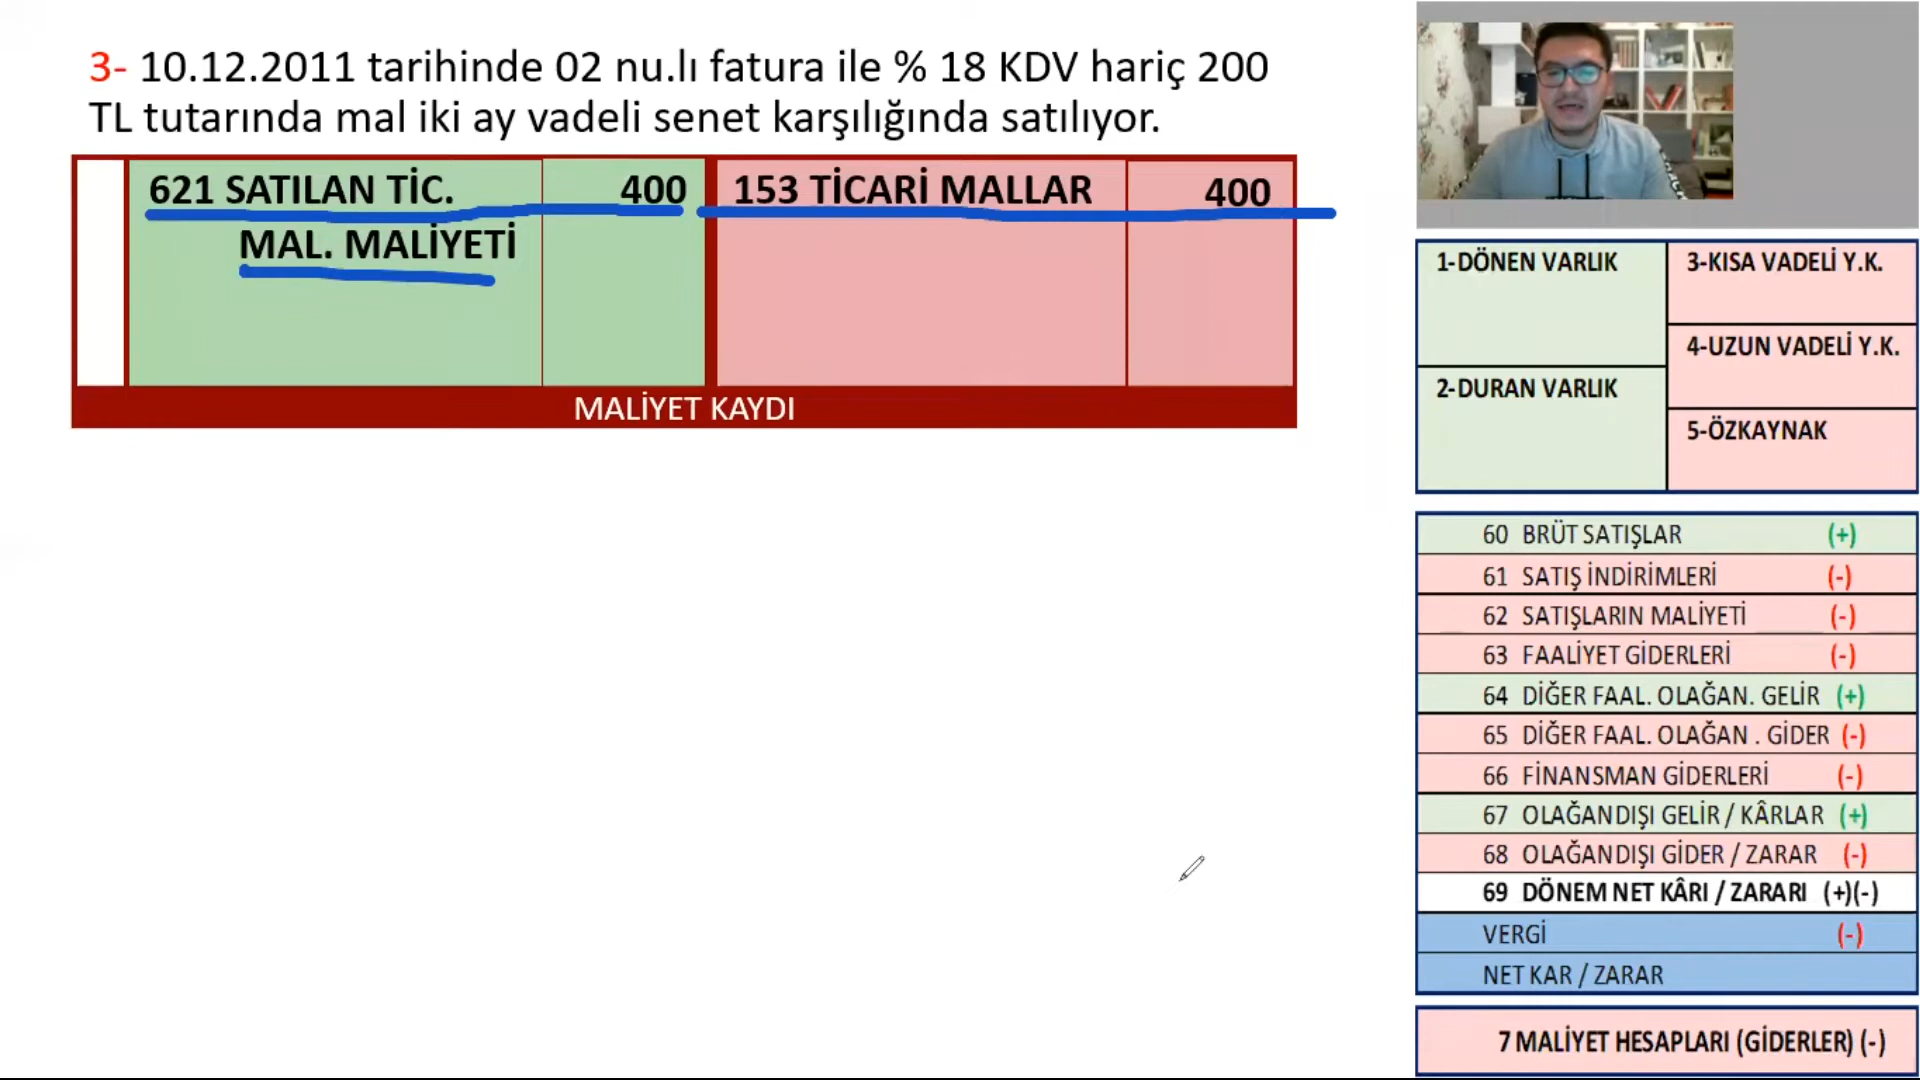 3- 10.12.2011 tarihinde 02 nu.lı fatura ile % 18 KDV hariç 200
TL tutarında mal iki ay vadeli senet karşılığında satılıyor.
621 SATILAN TİC. 400 153 TİCARİ MALLAR 400
MAL. MALİYETİ
MALİYET KAYDI
1-DÖNEN VARLIK
2-DURAN VARLIK
3-KISA VADELİ Y.K.
4-UZUN VADELİ Y.K.
5-ÖZKAYNAK
60 BRÜT SATIŞLAR (+)
61 SATIŞ İNDİRİMLERİ (-)
62 SATIŞLARIN MALİYETİ (-)
63 FAALİYET GİDERLERİ (-)
64 DİĞER FAAL. OLAĞAN. GELİR (+)
65 DİĞER FAAL. OLAĞAN . GİDER (-)
66 FİNANSMAN GİDERLERİ (-)
67 OLAĞANDIŞI GELİR / KÂRLAR (+)
68 OLAĞANDIŞI GİDER / ZARAR (-)
69 DÖNEM NET KÂRI / ZARARI (+)(-)
VERGİ (-)
NET KAR / ZARAR
7 MALİYET HESAPLARI (GİDERLER) (-)